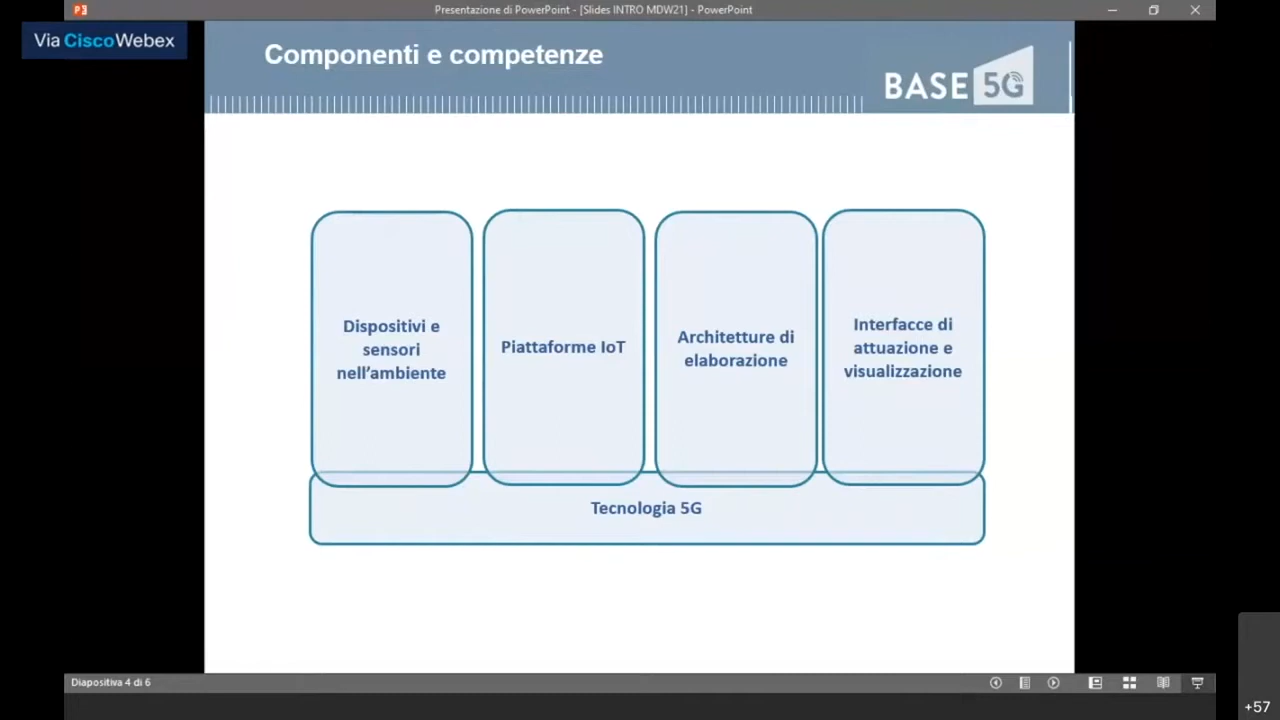 Presentazione di PowerPoint - [Slides INTRO MDW21] - PowerPoint
Via CiscoWebex
Componenti e competenze
BASE 5G
Dispositivi e
sensori
nell'ambiente
Piattaforme IoT
Architetture di
elaborazione
Interfacce di
attuazione e
visualizzazione
Tecnologia 5G
Diapositiva 4 di 6
+57